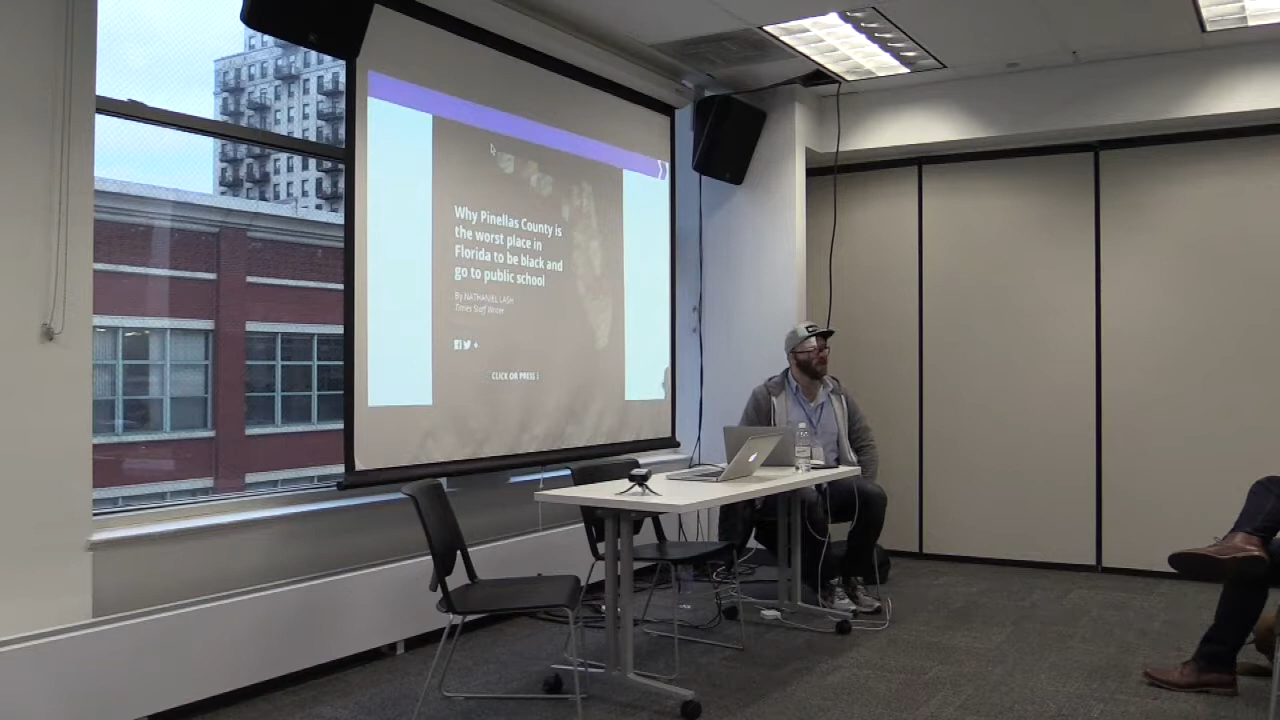 Why Pinellas County is
the worst place in
Florida to be black and
go to public school
By NATHANIEL LASH
Times Staff Writer
CLICK OR PRESS